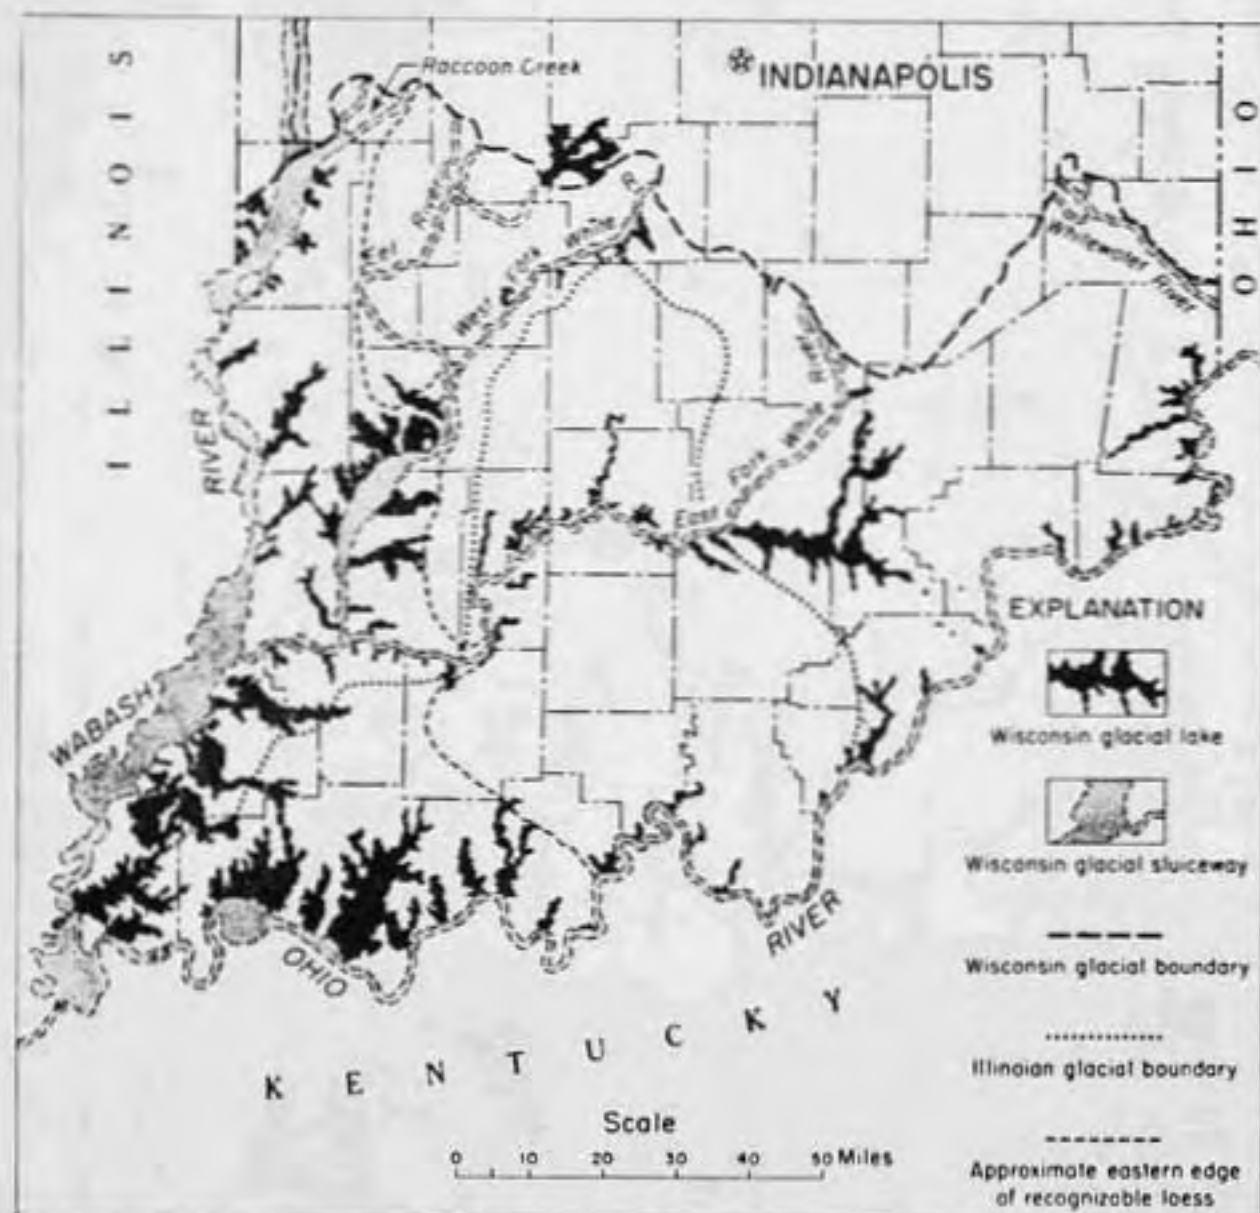 Raccoon Creek
INDIANAPOLIS
ILLINOIS
OHIO
Eel River
West Fork White R
Whitewater River
East Fork White River
RIVER
WABASH
OHIO
RIVER
KENTUCKY
EXPLANATION
Wisconsin glacial lake
Wisconsin glacial sluiceway
Wisconsin glacial boundary
Illinoian glacial boundary
Approximate eastern edge
of recognizable loess
Scale
0 10 20 30 40 50 Miles